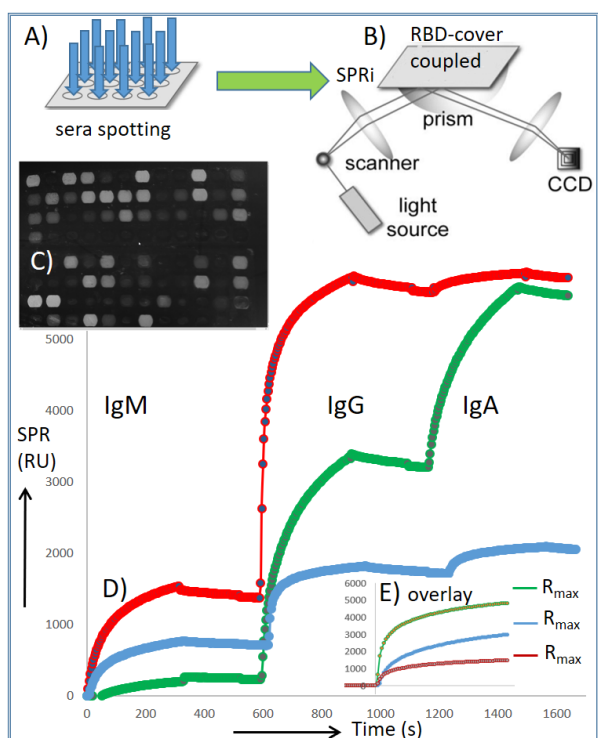 A)
sera spotting
B)
RBD-cover
coupled
SPRi
prism
scanner
CCD
light
source
C)
IgM
IgG
IgA
SPR
(RU)
5000
4000
3000
2000
1000
0
D)
E) overlay
6000
5000
4000
3000
2000
1000
Rmax
Rmax
Rmax
0
200
400
600
800
1000
1200
1400
1600
Time (s)